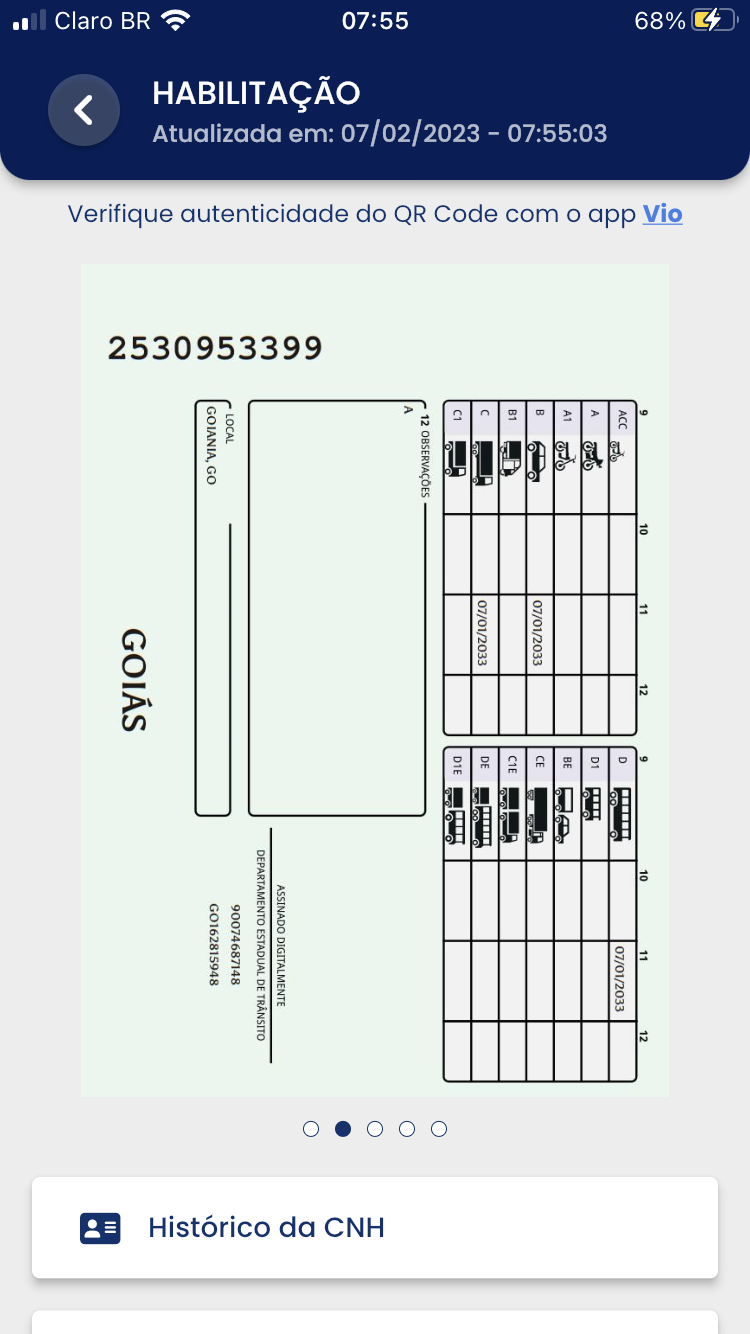 Claro BR 07:55 68%
HABILITAÇÃO
Atualizada em: 07/02/2023 - 07:55:03
Verifique autenticidade do QR Code com o app Vio
2530953399
9 10 11 12
ACC
A
A1
B 07/01/2033
B1
C 07/01/2033
C1
9 10 11 12
D 07/01/2033
D1
BE
CE
C1E
DE
D1E
12 OBSERVAÇÕES
A
LOCAL
GOIANIA, GO
ASSINADO DIGITALMENTE
DEPARTAMENTO ESTADUAL DE TRÂNSITO
90074687148
GO162815948
GOIÁS
Histórico da CNH